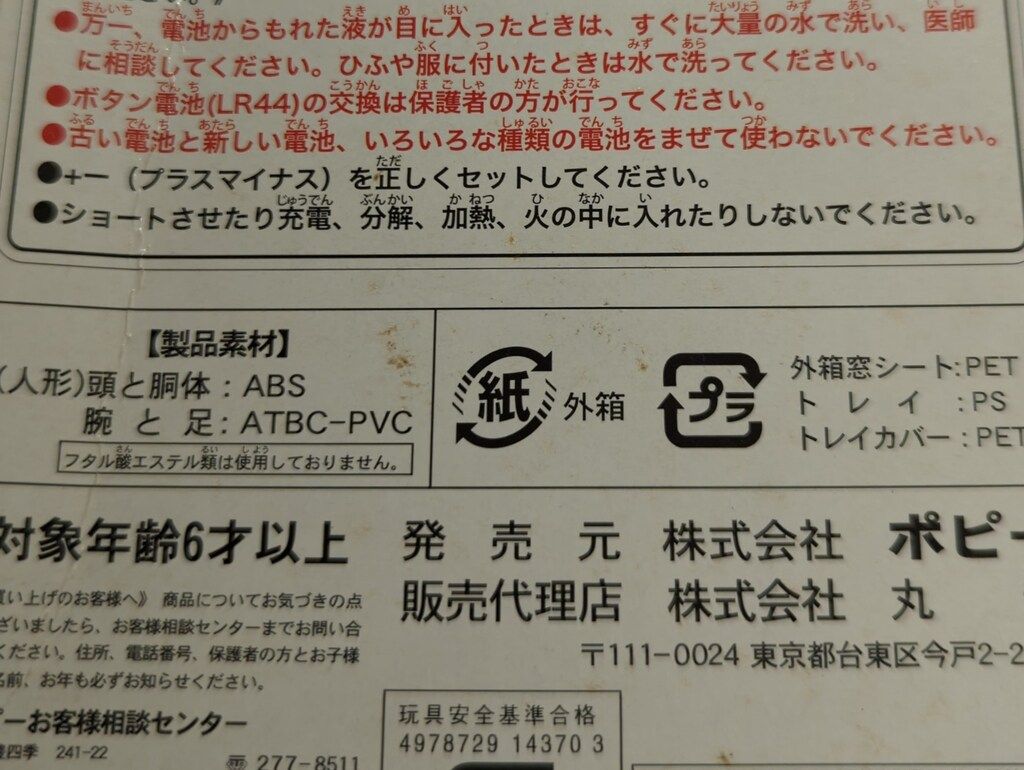 ●万一、電池からもれた液が目に入ったときは、すぐに大量の水で洗い、医師
に相談してください。ひふや服に付いたときは水で洗ってください。
●ボタン電池(LR44)の交換は保護者の方が行ってください。
●古い電池と新しい電池、いろいろな種類の電池をまぜて使わないでください。
●+ー（プラスマイナス）を正しくセットしてください。
●ショートさせたり充電、分解、加熱、火の中に入れたりしないでください。
【製品素材】
(人形)頭と胴体：ABS
腕と足：ATBC-PVC
フタル酸エステル類は使用しておりません。
紙 外箱
プラ
外箱窓シート:PET
トレイ:PS
トレイカバー:PET
対象年齢6才以上
発売元 株式会社 ポピー
販売代理店 株式会社 丸
〒111-0024 東京都台東区今戸2-2
買い上げのお客様へ》 商品についてお気づきの点
ざいましたら、お客様相談センターまでお問い合
ください。住所、電話番号、保護者の方とお子様
名前、お年も必ずお知らせください。
ーお客様相談センター
四季 241-22
277-8511
玩具安全基準合格
4978729 14370 3